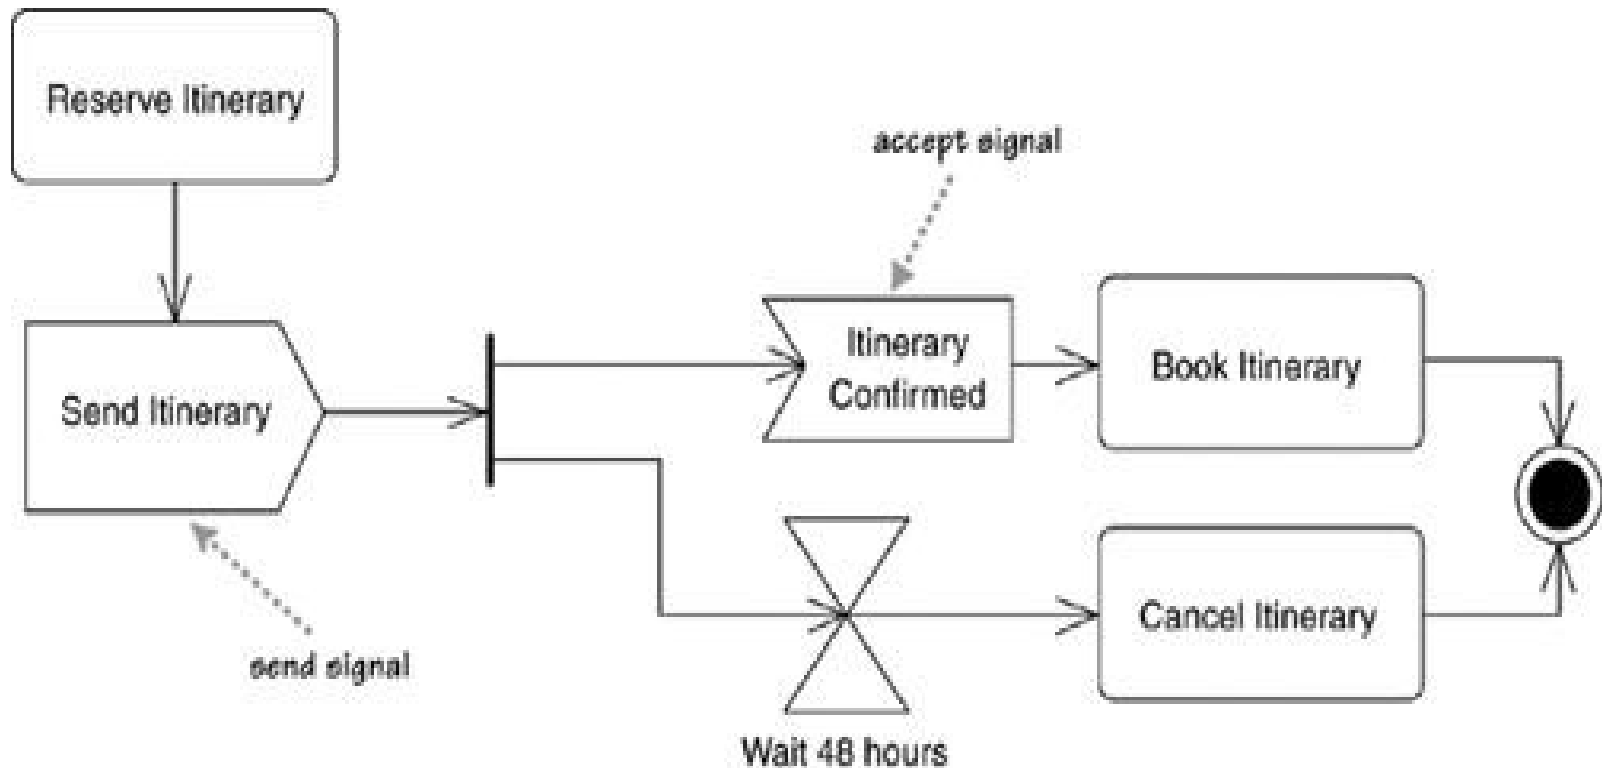 Reserve Itinerary
accept signal
Itinerary
Confirmed
Book Itinerary
Send Itinerary
send signal
Cancel Itinerary
Wait 48 hours